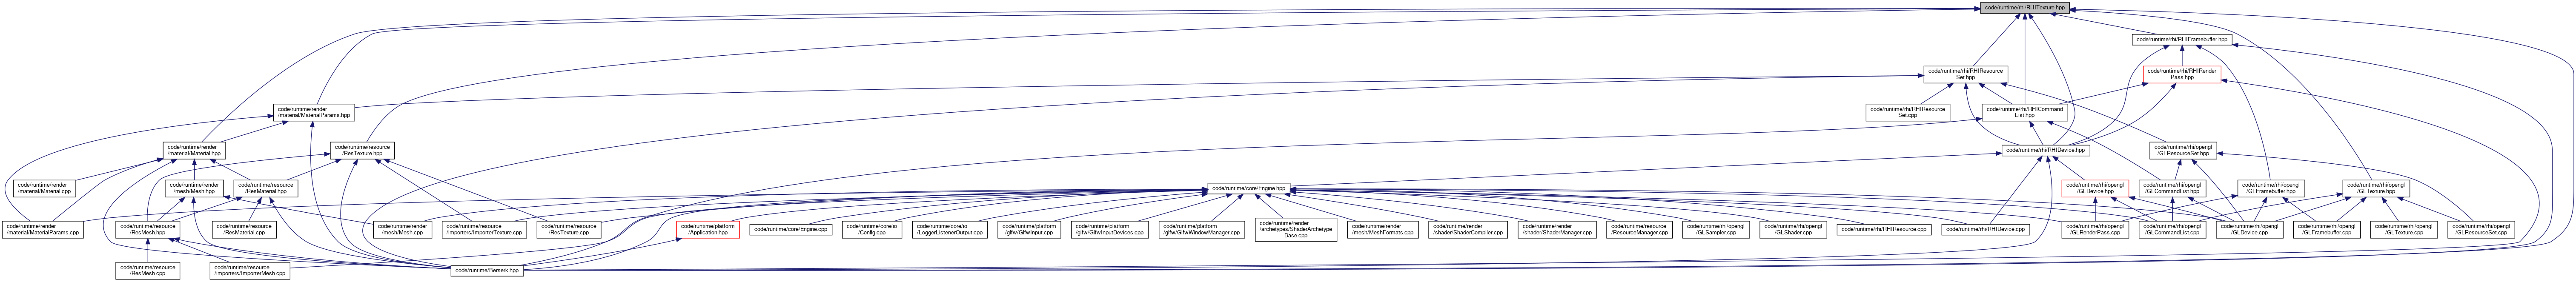 code/runtime/rhi/RHITexture.hpp
code/runtime/rhi/RHIFramebuffer.hpp
code/runtime/rhi/RHIResource
Set.hpp
code/runtime/rhi/RHIRender
Pass.hpp
code/runtime/render
/material/MaterialParams.hpp
code/runtime/rhi/RHIResource
Set.cpp
code/runtime/rhi/RHICommand
List.hpp
code/runtime/render
/material/Material.hpp
code/runtime/resource
/ResTexture.hpp
code/runtime/rhi/RHIDevice.hpp
code/runtime/rhi/opengl
/GLResourceSet.hpp
code/runtime/render
/material/Material.cpp
code/runtime/render
/mesh/Mesh.hpp
code/runtime/resource
/ResMaterial.hpp
code/runtime/core/Engine.hpp
code/runtime/rhi/opengl
/GLDevice.hpp
code/runtime/rhi/opengl
/GLCommandList.hpp
code/runtime/rhi/opengl
/GLFramebuffer.hpp
code/runtime/rhi/opengl
/GLTexture.hpp
code/runtime/render
/material/MaterialParams.cpp
code/runtime/resource
/ResMesh.hpp
code/runtime/resource
/ResMaterial.cpp
code/runtime/render
/mesh/Mesh.cpp
code/runtime/resource
/importers/ImporterTexture.cpp
code/runtime/resource
/ResTexture.cpp
code/runtime/platform
/Application.hpp
code/runtime/core/Engine.cpp
code/runtime/core/io
/Config.cpp
code/runtime/core/io
/LoggerListenerOutput.cpp
code/runtime/platform
/glfw/GlfwInput.cpp
code/runtime/platform
/glfw/GlfwInputDevices.cpp
code/runtime/platform
/glfw/GlfwWindowManager.cpp
code/runtime/render
/archetypes/ShaderArchetype
Base.cpp
code/runtime/render
/mesh/MeshFormats.cpp
code/runtime/render
/shader/ShaderCompiler.cpp
code/runtime/render
/shader/ShaderManager.cpp
code/runtime/resource
/ResourceManager.cpp
code/runtime/rhi/opengl
/GLSampler.cpp
code/runtime/rhi/opengl
/GLShader.cpp
code/runtime/rhi/RHIResource.cpp
code/runtime/rhi/RHIDevice.cpp
code/runtime/rhi/opengl
/GLRenderPass.cpp
code/runtime/rhi/opengl
/GLCommandList.cpp
code/runtime/rhi/opengl
/GLDevice.cpp
code/runtime/rhi/opengl
/GLFramebuffer.cpp
code/runtime/rhi/opengl
/GLTexture.cpp
code/runtime/rhi/opengl
/GLResourceSet.cpp
code/runtime/resource
/ResMesh.cpp
code/runtime/resource
/importers/ImporterMesh.cpp
code/runtime/Berserk.hpp